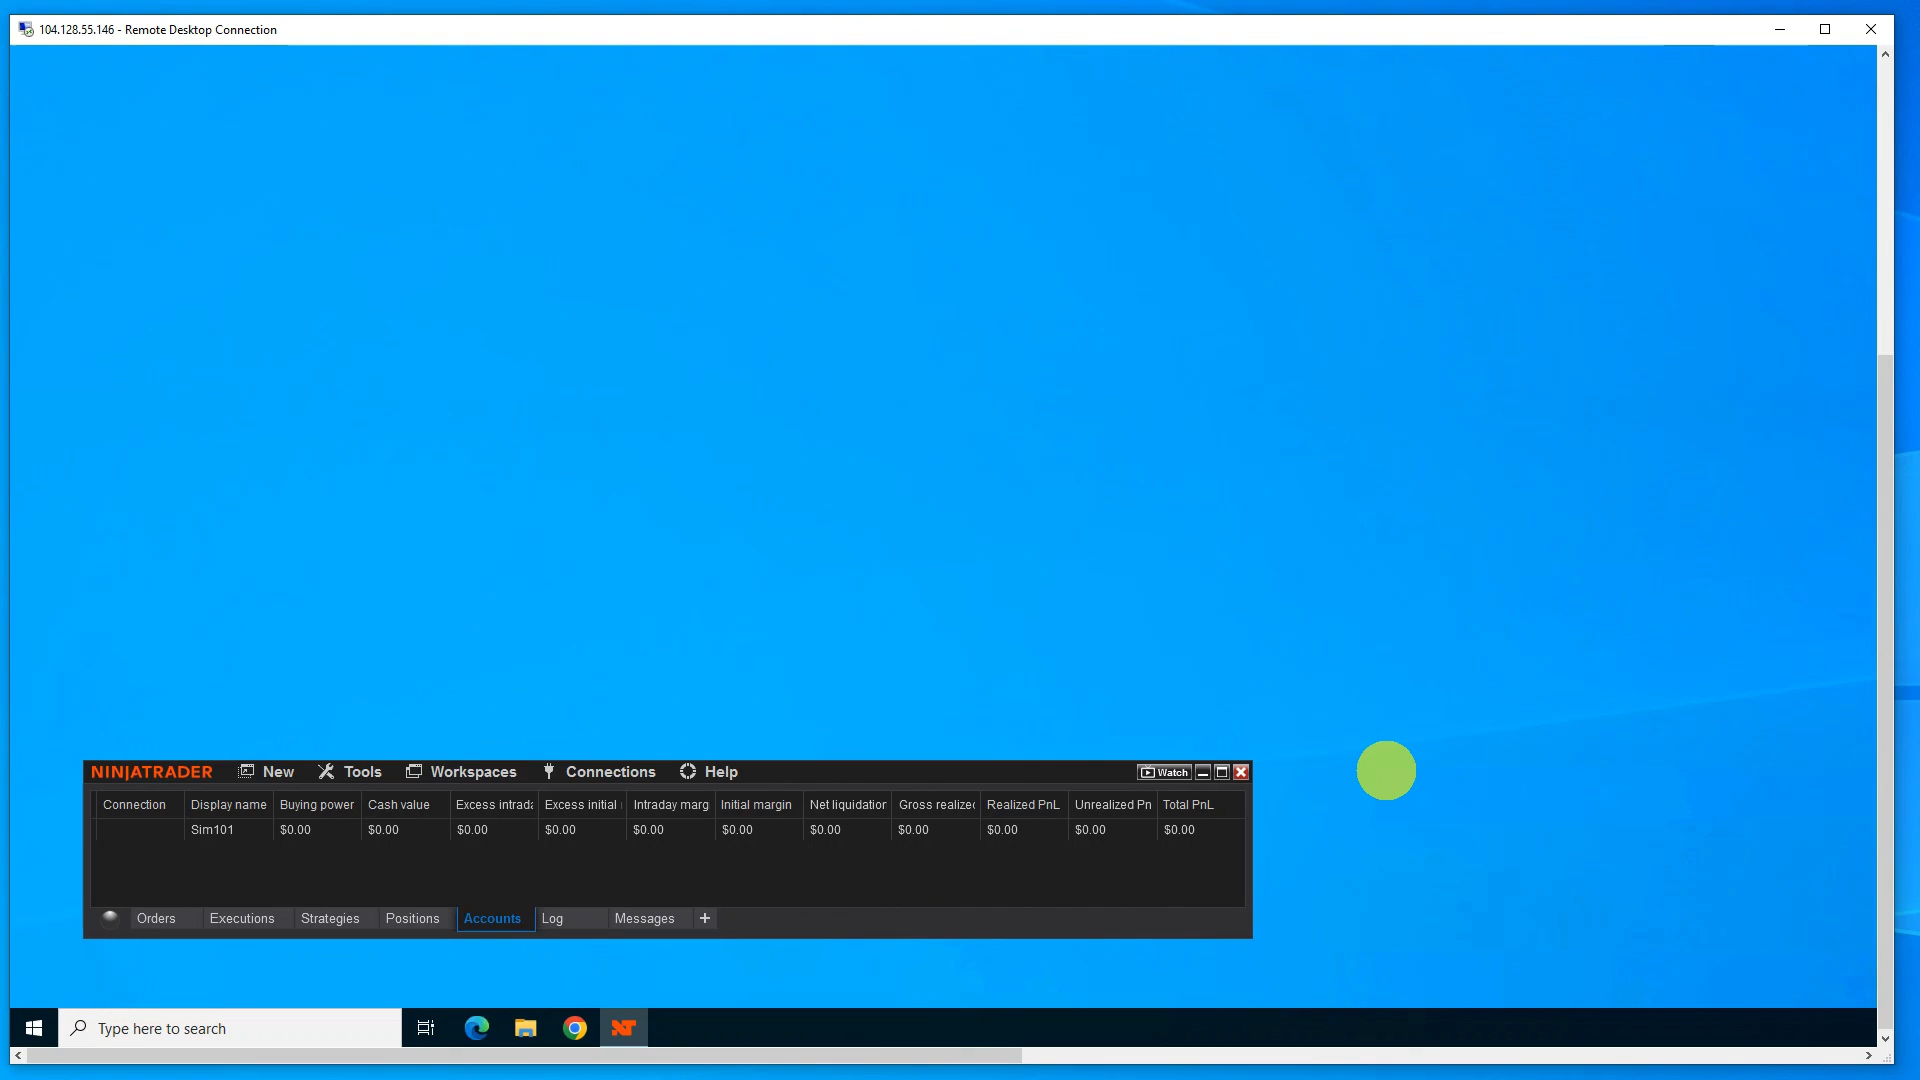 104.128.55.146 - Remote Desktop Connection
NINJATRADER New Tools Workspaces Connections Help Watch
Connection Display name Buying power Cash value Excess intrada Excess initial Intraday marg Initial margin Net liquidation Gross realized Realized PnL Unrealized Pn Total PnL
Sim101 $0.00 $0.00 $0.00 $0.00 $0.00 $0.00 $0.00 $0.00 $0.00 $0.00 $0.00
Orders Executions Strategies Positions Accounts Log Messages +
Type here to search